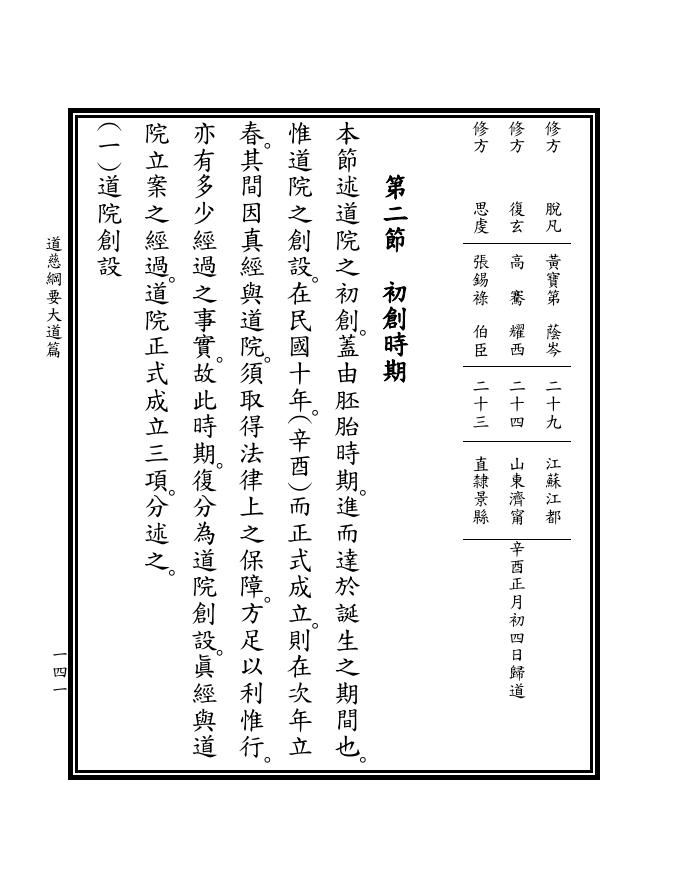 修方　脫凡　黃寶第　蔭岑　二十九　江蘇江都
修方　復玄　高　騫　耀西　二十四　山東濟甯　辛酉正月初四日歸道
修方　思虔　張錫祿　伯臣　二十三　直隸景縣
第二節　初創時期
本節述道院之初創。蓋由胚胎時期。進而達於誕生之期間也。
惟道院之創設。在民國十年。（辛酉）而正式成立。則在次年立
春。其間因真經與道院。須取得法律上之保障。方足以利惟行。
亦有多少經過之事實。故此時期。復分為道院創設。眞經與道
院立案之經過。道院正式成立三項。分述之。
（一）道院創設
道慈綱要大道篇
一四一